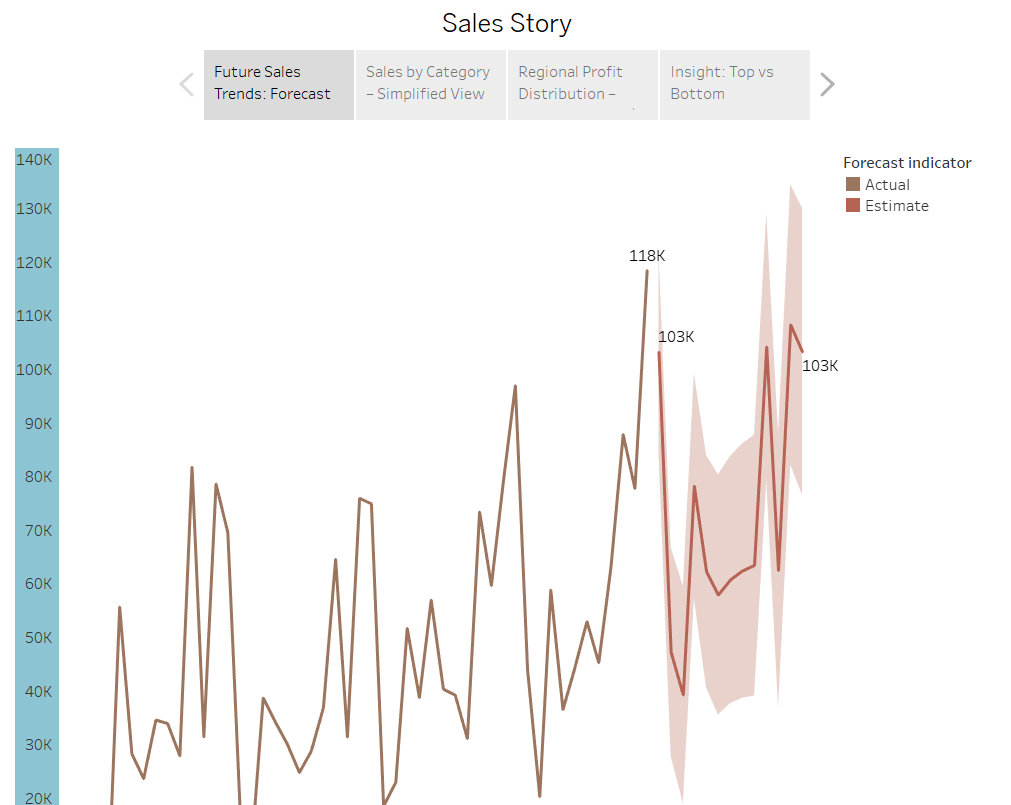 Sales Story
Future Sales
Trends: Forecast
Sales by Category
– Simplified View
Regional Profit
Distribution –
Insight: Top vs
Bottom
140K
130K
120K
110K
100K
90K
80K
70K
60K
50K
40K
30K
20K
118K
103K
103K
Forecast indicator
Actual
Estimate